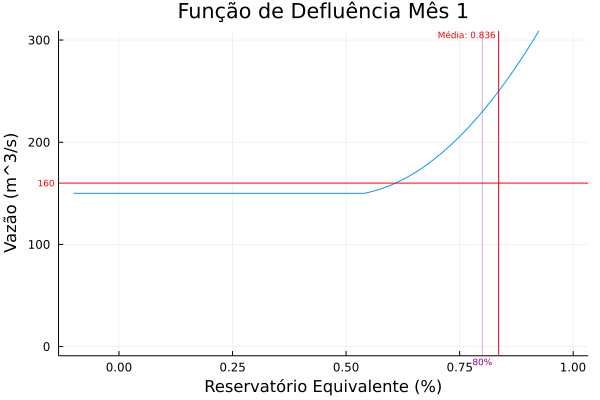 Função de Defluência Mês 1
Média: 0.836
300
200
160
100
0
Vazão (m^3/s)
0.00
0.25
0.50
0.75
80%
1.00
Reservatório Equivalente (%)